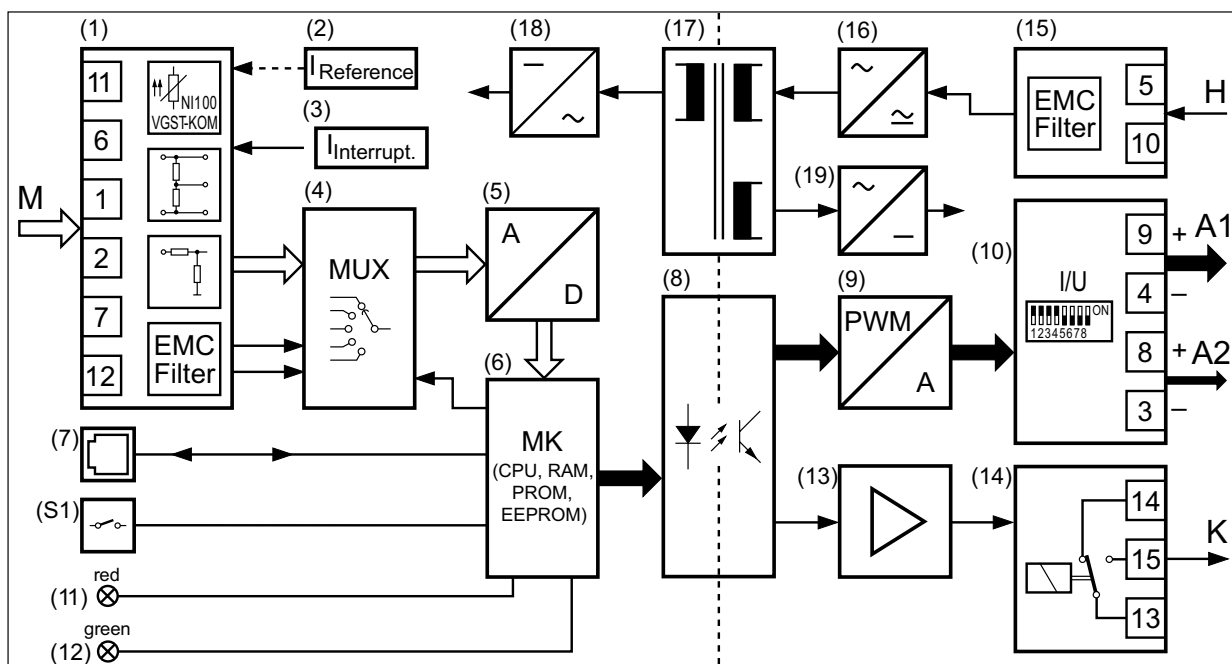 (1)
11
6
1
2
7
12
NI100
VGST-KOM
EMC
Filter
M
(2)
I Reference
(3)
I Interrupt.
(4)
MUX
(5)
A
D
(6)
MK
(CPU, RAM,
PROM,
EEPROM)
(7)
(S1)
red
(11)
green
(12)
(18)
(17)
(16)
(19)
(15)
EMC
Filter
5
10
H
(8)
(9)
PWM
A
(10)
I/U
ON
12345678
9
4
8
3
+
–
+
–
A1
A2
(13)
(14)
14
15
13
K